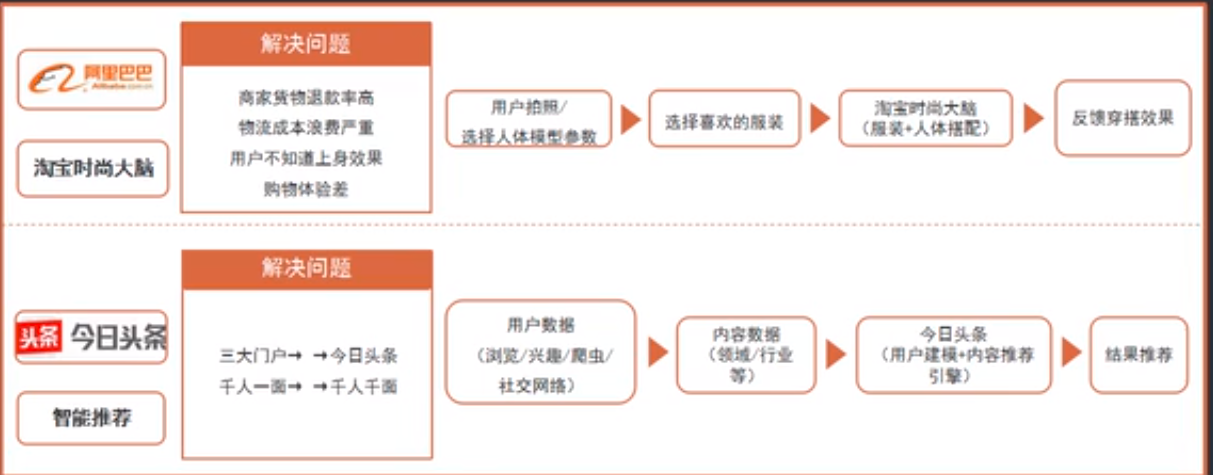 阿里巴巴
Alibaba.com.cn
淘宝时尚大脑
解决问题
商家货物退款率高
物流成本浪费严重
用户不知道上身效果
购物体验差
用户拍照/
选择人体模型参数
选择喜欢的服装
淘宝时尚大脑
（服装+人体搭配）
反馈穿搭效果
头条 今日头条
智能推荐
解决问题
三大门户→ →今日头条
千人一面→ →千人千面
用户数据
（浏览/兴趣/爬虫/
社交网络）
内容数据
（领域/行业
等）
今日头条
（用户建模+内容推荐
引擎）
结果推荐